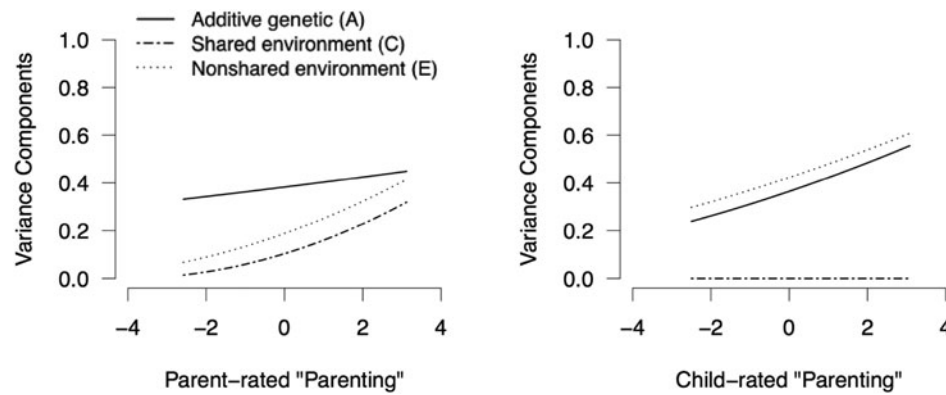 Additive genetic (A)
Shared environment (C)
Nonshared environment (E)
Variance Components
1.0
0.8
0.6
0.4
0.2
0.0
−4 −2 0 2 4
Parent−rated "Parenting"
Variance Components
1.0
0.8
0.6
0.4
0.2
0.0
−4 −2 0 2 4
Child−rated "Parenting"